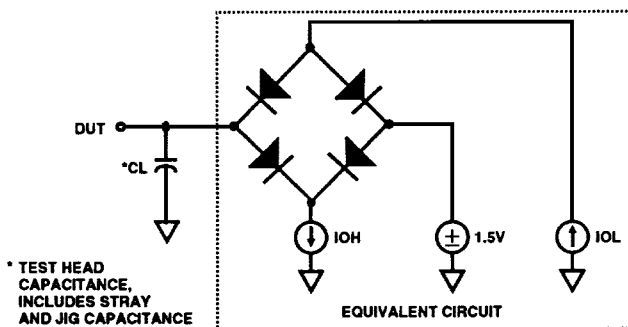 DUT
*CL
IOH
± 1.5V
IOL
* TEST HEAD
CAPACITANCE,
INCLUDES STRAY
AND JIG CAPACITANCE
EQUIVALENT CIRCUIT